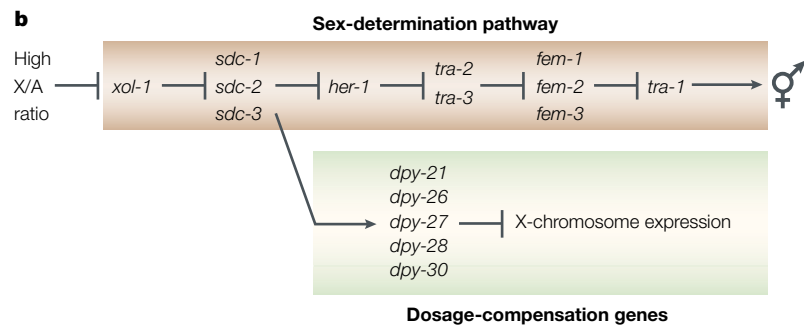 b
Sex-determination pathway
High
X/A
ratio
xol-1
sdc-1
sdc-2
sdc-3
her-1
tra-2
tra-3
fem-1
fem-2
fem-3
tra-1
dpy-21
dpy-26
dpy-27
dpy-28
dpy-30
X-chromosome expression
Dosage-compensation genes